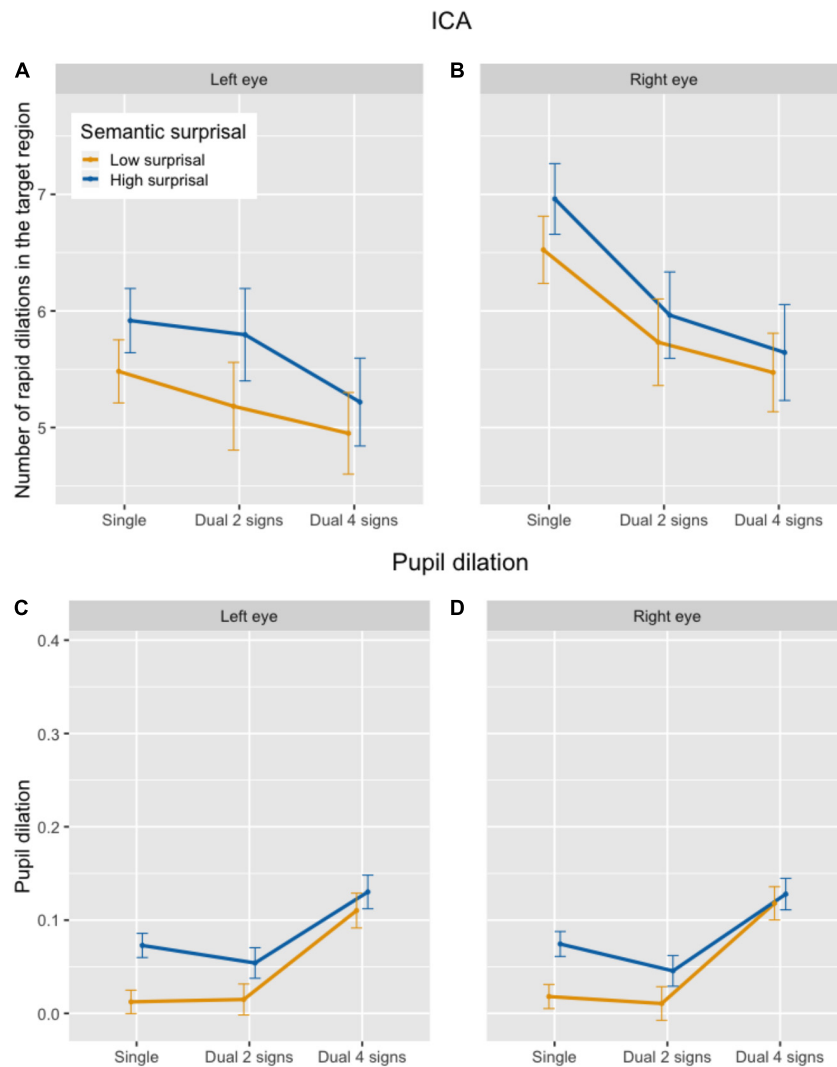 ICA
A
Left eye
B
Right eye
Number of rapid dilations in the target region
Semantic surprisal
Low surprisal
High surprisal
7
6
5
Single
Dual 2 signs
Dual 4 signs
Single
Dual 2 signs
Dual 4 signs
Pupil dilation
C
Left eye
D
Right eye
Pupil dilation
0.4
0.3
0.2
0.1
0.0
Single
Dual 2 signs
Dual 4 signs
Single
Dual 2 signs
Dual 4 signs